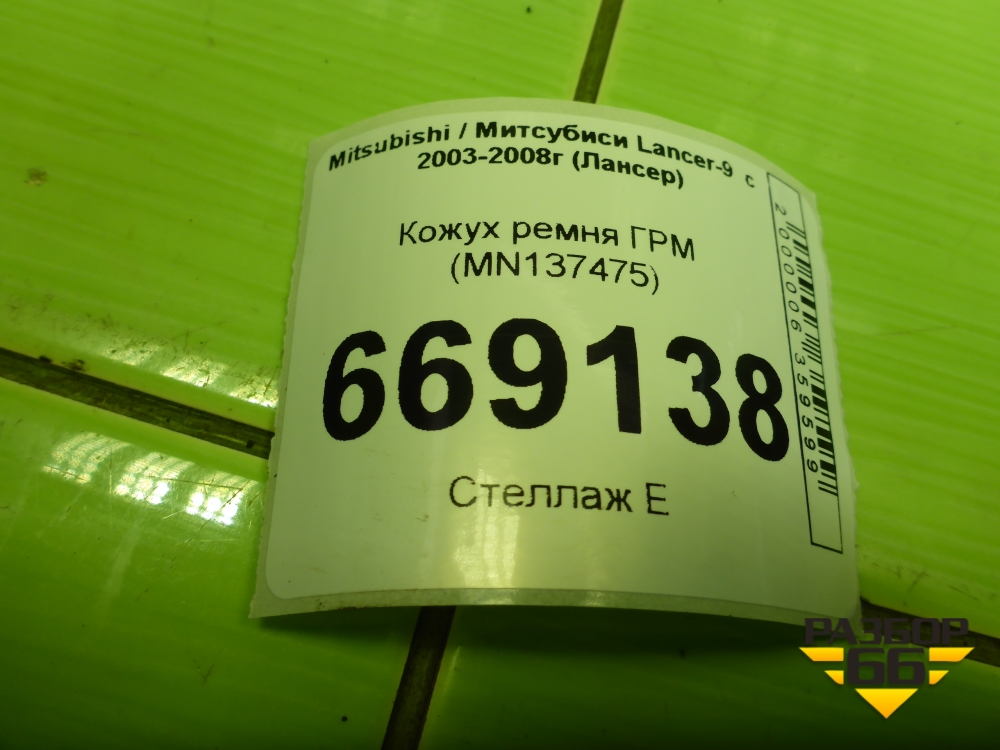 Mitsubishi / Митсубиси Lancer-9 с
2003-2008г (Лансер)
Кожух ремня ГРМ
(MN137475)
669138
Стеллаж Е
2000006359599
РАЗБОР
66